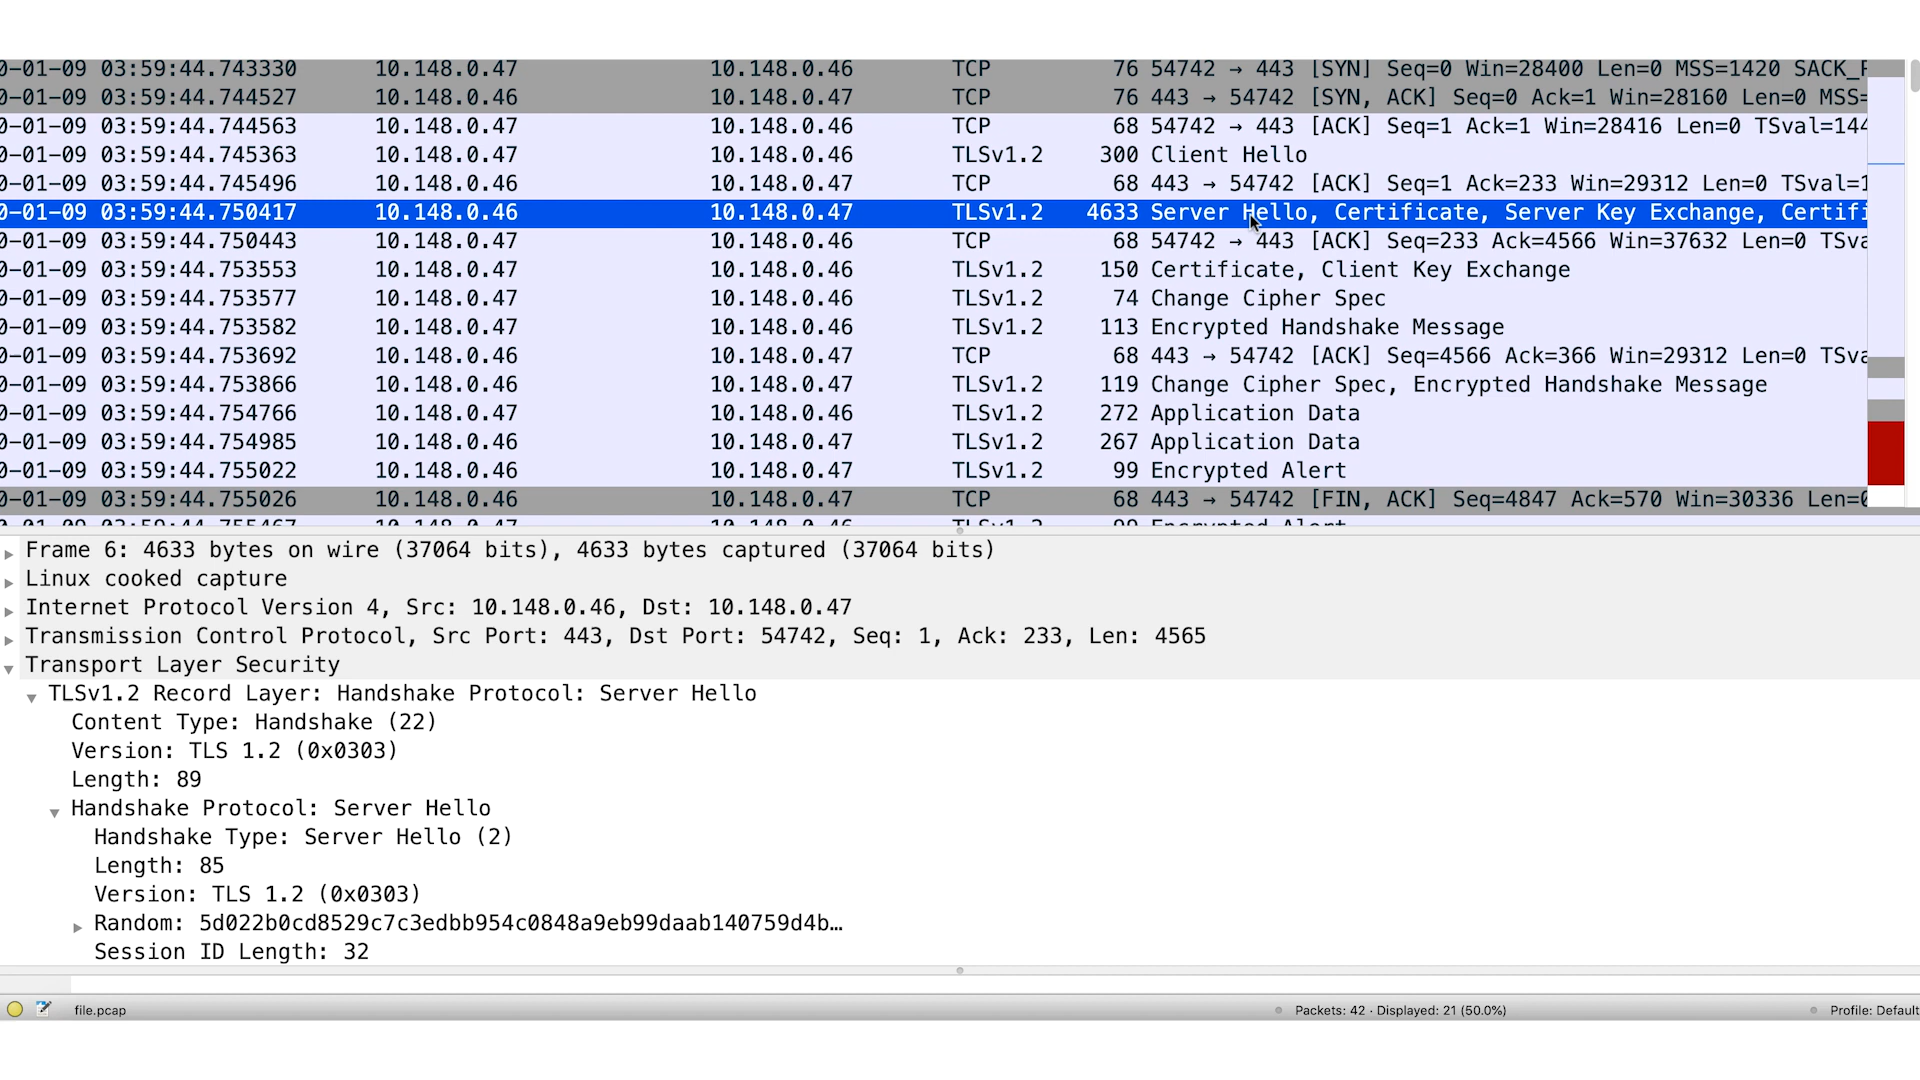 0-01-09 03:59:44.743330 10.148.0.47 10.148.0.46 TCP 76 54742 → 443 [SYN] Seq=0 Win=28400 Len=0 MSS=1420 SACK_
0-01-09 03:59:44.744527 10.148.0.46 10.148.0.47 TCP 76 443 → 54742 [SYN, ACK] Seq=0 Ack=1 Win=28160 Len=0 MSS=
0-01-09 03:59:44.744563 10.148.0.47 10.148.0.46 TCP 68 54742 → 443 [ACK] Seq=1 Ack=1 Win=28416 Len=0 TSval=144
0-01-09 03:59:44.745363 10.148.0.47 10.148.0.46 TLSv1.2 300 Client Hello
0-01-09 03:59:44.745496 10.148.0.46 10.148.0.47 TCP 68 443 → 54742 [ACK] Seq=1 Ack=233 Win=29312 Len=0 TSval=1
0-01-09 03:59:44.750417 10.148.0.46 10.148.0.47 TLSv1.2 4633 Server Hello, Certificate, Server Key Exchange, Certifi
0-01-09 03:59:44.750443 10.148.0.47 10.148.0.46 TCP 68 54742 → 443 [ACK] Seq=233 Ack=4566 Win=37632 Len=0 TSva
0-01-09 03:59:44.753553 10.148.0.47 10.148.0.46 TLSv1.2 150 Certificate, Client Key Exchange
0-01-09 03:59:44.753577 10.148.0.47 10.148.0.46 TLSv1.2 74 Change Cipher Spec
0-01-09 03:59:44.753582 10.148.0.47 10.148.0.46 TLSv1.2 113 Encrypted Handshake Message
0-01-09 03:59:44.753692 10.148.0.46 10.148.0.47 TCP 68 443 → 54742 [ACK] Seq=4566 Ack=366 Win=29312 Len=0 TSva
0-01-09 03:59:44.753866 10.148.0.46 10.148.0.47 TLSv1.2 119 Change Cipher Spec, Encrypted Handshake Message
0-01-09 03:59:44.754766 10.148.0.47 10.148.0.46 TLSv1.2 272 Application Data
0-01-09 03:59:44.754985 10.148.0.46 10.148.0.47 TLSv1.2 267 Application Data
0-01-09 03:59:44.755022 10.148.0.46 10.148.0.47 TLSv1.2 99 Encrypted Alert
0-01-09 03:59:44.755026 10.148.0.46 10.148.0.47 TCP 68 443 → 54742 [FIN, ACK] Seq=4847 Ack=570 Win=30336 Len=0
0-01-09 03:59:44.755467 10.148.0.47 10.148.0.46 TLSv1.2 99 Encrypted Alert
Frame 6: 4633 bytes on wire (37064 bits), 4633 bytes captured (37064 bits)
Linux cooked capture
Internet Protocol Version 4, Src: 10.148.0.46, Dst: 10.148.0.47
Transmission Control Protocol, Src Port: 443, Dst Port: 54742, Seq: 1, Ack: 233, Len: 4565
Transport Layer Security
TLSv1.2 Record Layer: Handshake Protocol: Server Hello
Content Type: Handshake (22)
Version: TLS 1.2 (0x0303)
Length: 89
Handshake Protocol: Server Hello
Handshake Type: Server Hello (2)
Length: 85
Version: TLS 1.2 (0x0303)
Random: 5d022b0cd8529c7c3edbb954c0848a9eb99daab140759d4b…
Session ID Length: 32
file.pcap
Packets: 42 · Displayed: 21 (50.0%)
Profile: Default